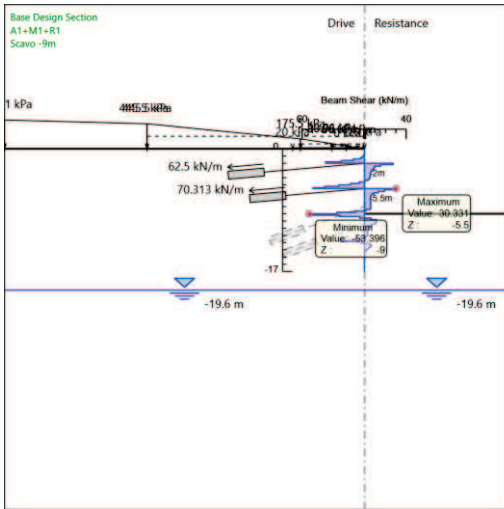 Base Design Section
A1+M1+R1
Scavo -9m
Drive
Resistance
Beam Shear (kN/m)
1 kPa
60
40
20 kPa
0
62.5 kN/m
-2m
70.313 kN/m
-5.5m
Maximum
Value: 30.331
Z : -5.5
Minimum
Value: -53.396
Z : -9
-17
-19.6 m
-19.6 m